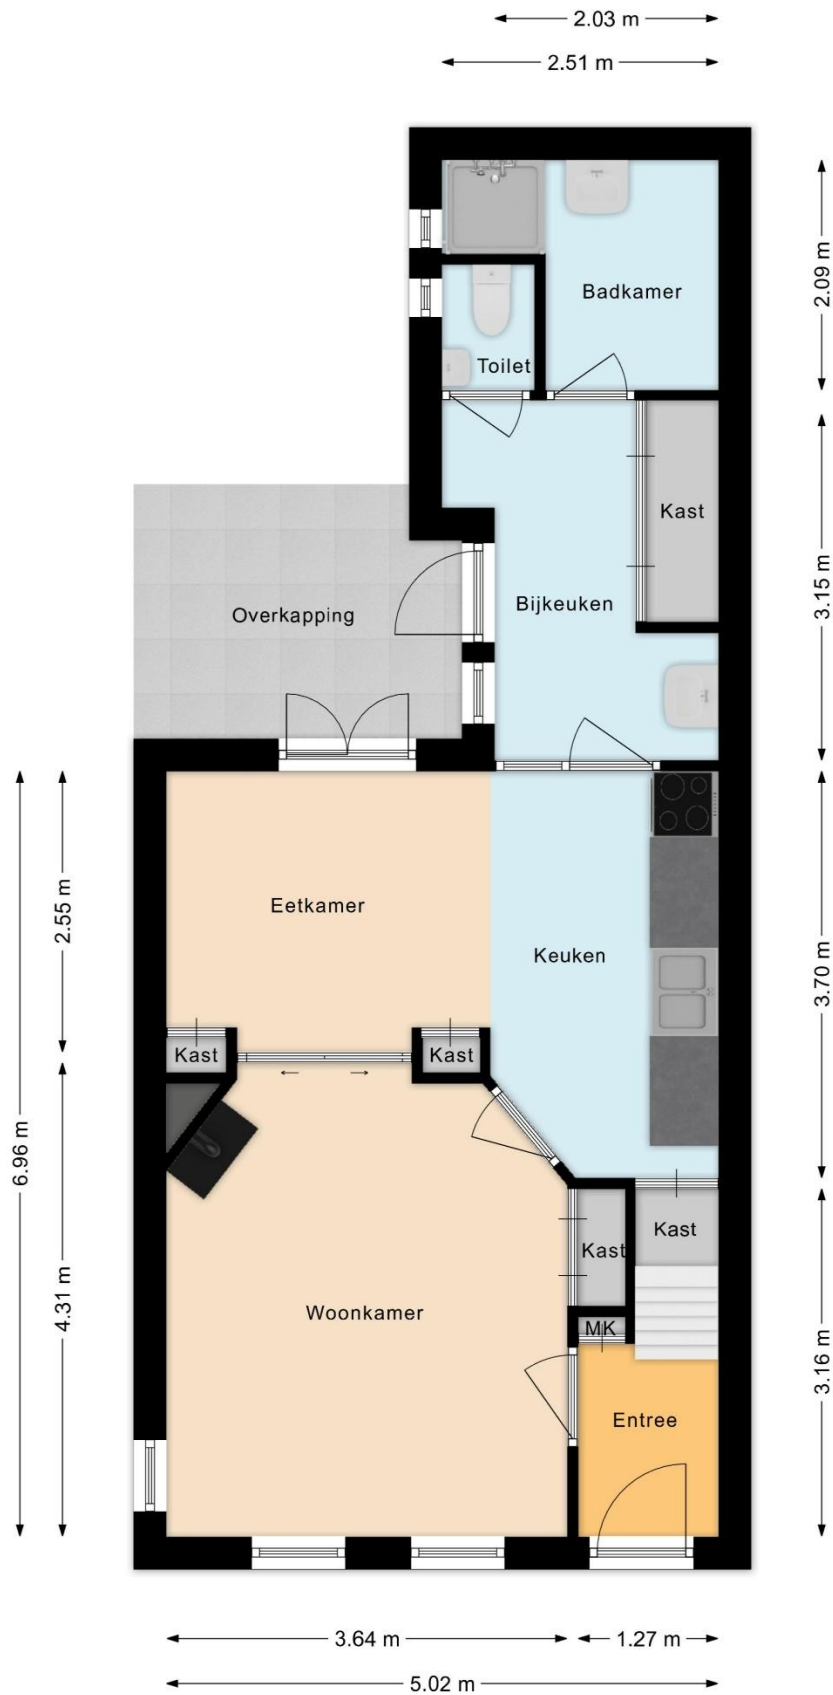 2.03 m
2.51 m
2.09 m
Badkamer
Toilet
Kast
3.15 m
Bijkeuken
Overkapping
2.55 m
Eetkamer
Keuken
3.70 m
Kast
Kast
6.96 m
4.31 m
Kast
Kast
Woonkamer
MK
3.16 m
Entree
3.64 m
1.27 m
5.02 m